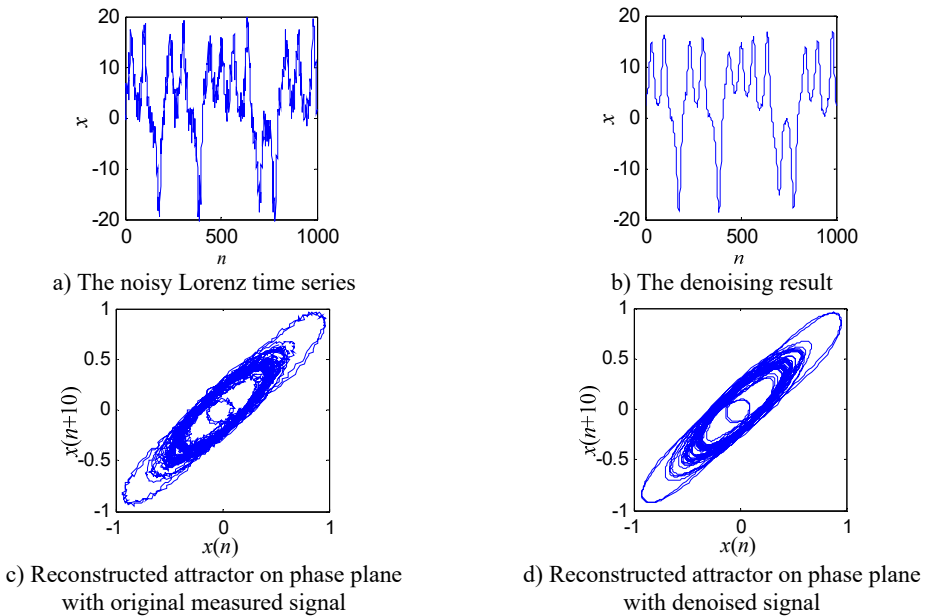 20
10
0
-10
-20
x
0 500 1000
n
a) The noisy Lorenz time series
20
10
0
-10
-20
x
0 500 1000
n
b) The denoising result
1
0.5
0
-0.5
-1
x(n+10)
-1 0 1
x(n)
c) Reconstructed attractor on phase plane
with original measured signal
1
0.5
0
-0.5
-1
x(n+10)
-1 0 1
x(n)
d) Reconstructed attractor on phase plane
with denoised signal